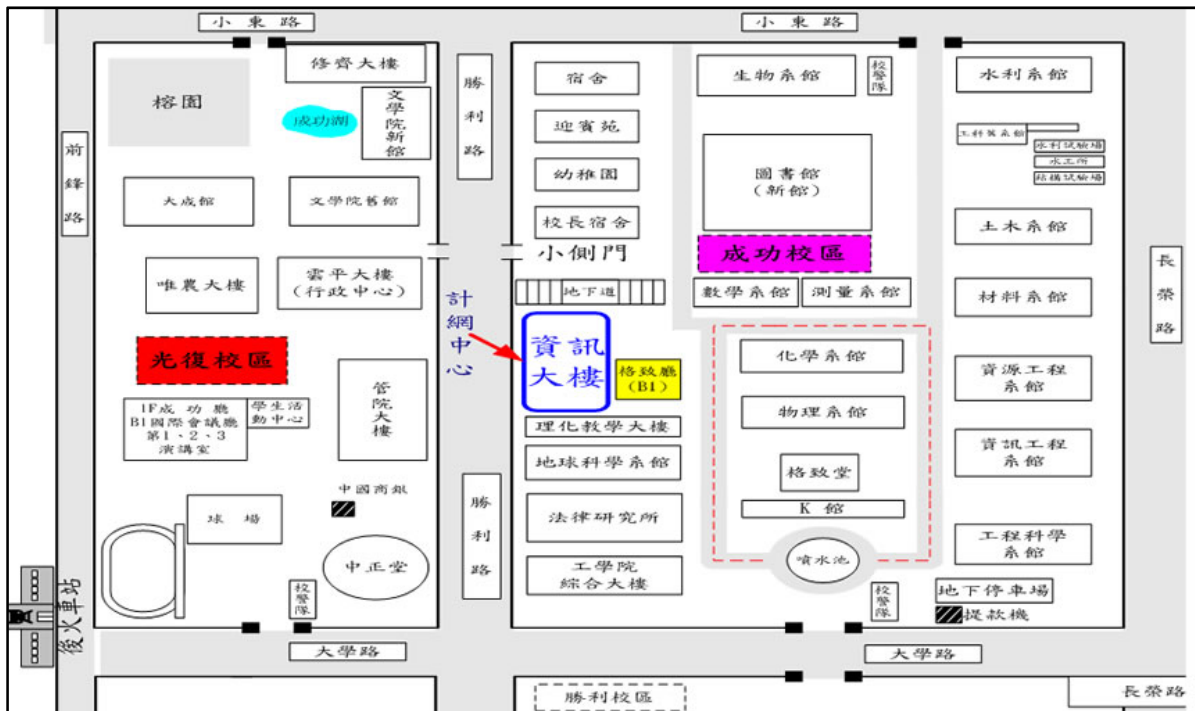 小東路
小東路
修齊大樓
榕園
成功湖
文學院新館
前鋒路
大成館
文學院舊館
唯農大樓
雲平大樓
(行政中心)
光復校區
1F成功廳
B1國際會議廳
第1、2、3
演講室
學生活
動中心
管院大樓
中國商銀
球場
中正堂
校警隊
後火車站
大學路
勝利路
計網中心
勝利路
宿舍
迎賓苑
幼稚園
校長宿舍
小側門
地下道
資訊
大樓
格致廳
(B1)
理化教學大樓
地球科學系館
法律研究所
工學院
綜合大樓
生物系館
校警隊
圖書館
(新館)
成功校區
數學系館
測量系館
化學系館
物理系館
格致堂
K館
噴水池
校警隊
水利系館
工科舊系館
水利試驗場
水工所
結構試驗場
土木系館
材料系館
資源工程
系館
資訊工程
系館
工程科學
系館
地下停車場
提款機
長榮路
大學路
勝利校區
長榮路